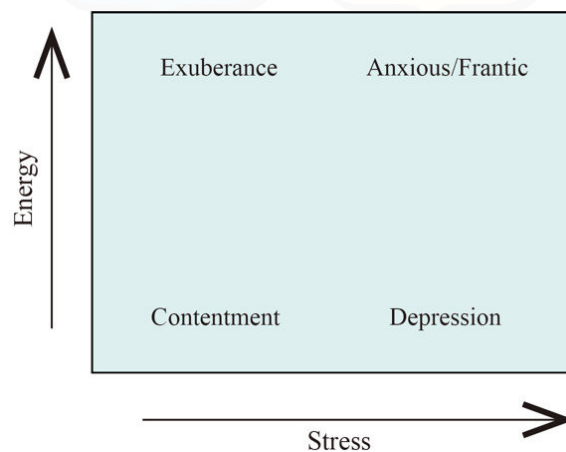 Exuberance
Anxious/Frantic
Energy
Contentment
Depression
Stress